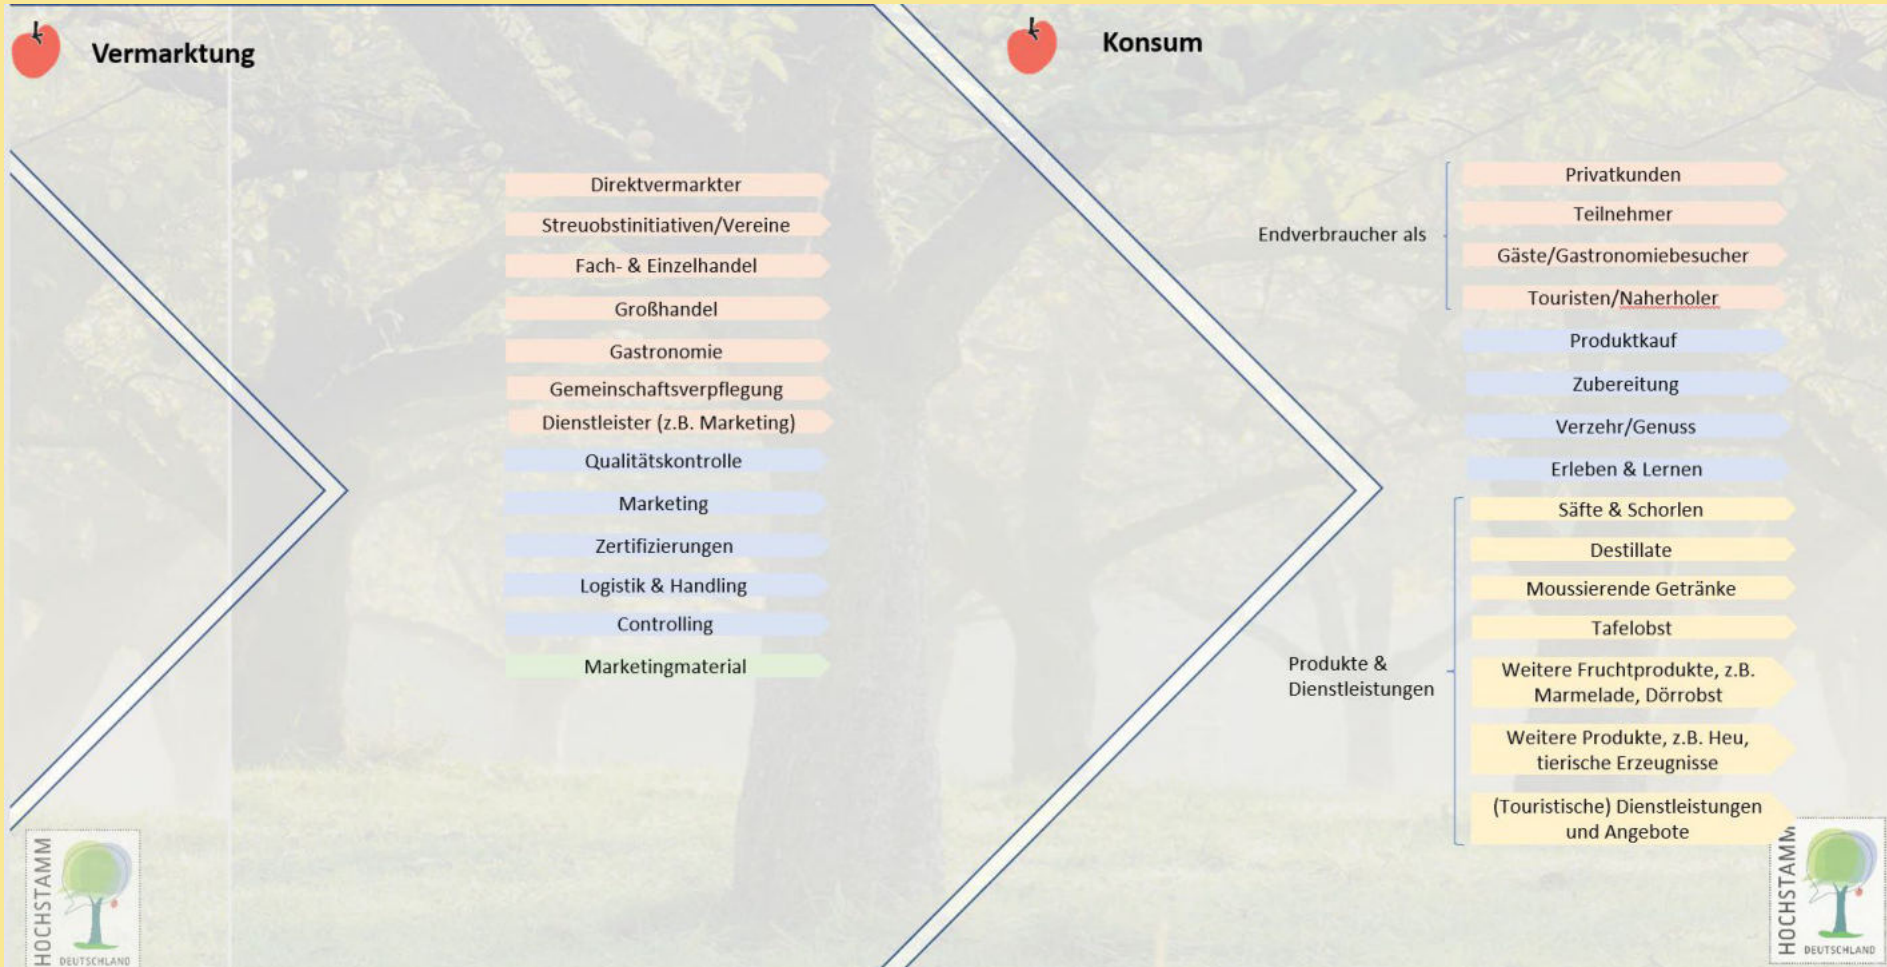 Vermarktung
Direktvermarkter
Streuobstinitiativen/Vereine
Fach- & Einzelhandel
Großhandel
Gastronomie
Gemeinschaftsverpflegung
Dienstleister (z.B. Marketing)
Qualitätskontrolle
Marketing
Zertifizierungen
Logistik & Handling
Controlling
Marketingmaterial
HOCHSTAMM
DEUTSCHLAND
Konsum
Endverbraucher als
Privatkunden
Teilnehmer
Gäste/Gastronomiebesucher
Touristen/Naherholer
Produktkauf
Zubereitung
Verzehr/Genuss
Erleben & Lernen
Produkte &
Dienstleistungen
Säfte & Schorlen
Destillate
Moussierende Getränke
Tafelobst
Weitere Fruchtprodukte, z.B.
Marmelade, Dörrobst
Weitere Produkte, z.B. Heu,
tierische Erzeugnisse
(Touristische) Dienstleistungen
und Angebote
HOCHSTAMM
DEUTSCHLAND